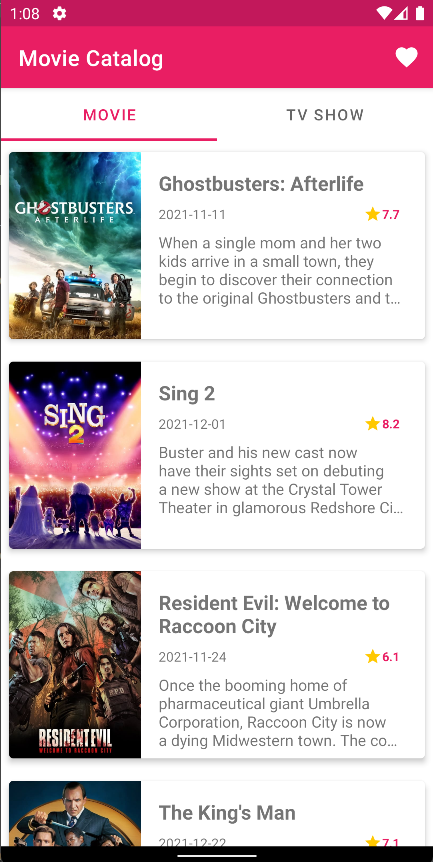 1:08
Movie Catalog
MOVIE
TV SHOW
GHOSTBUSTERS
AFTERLIFE
Ghostbusters: Afterlife
2021-11-11
7.7
When a single mom and her two
kids arrive in a small town, they
begin to discover their connection
to the original Ghostbusters and t…
SING
2
Sing 2
2021-12-01
8.2
Buster and his new cast now
have their sights set on debuting
a new show at the Crystal Tower
Theater in glamorous Redshore Ci…
R.P.D
RESIDENT EVIL
WELCOME TO RACCOON CITY
Resident Evil: Welcome to
Raccoon City
2021-11-24
6.1
Once the booming home of
pharmaceutical giant Umbrella
Corporation, Raccoon City is now
a dying Midwestern town. The co…
The King's Man
2021-12-22
7.1